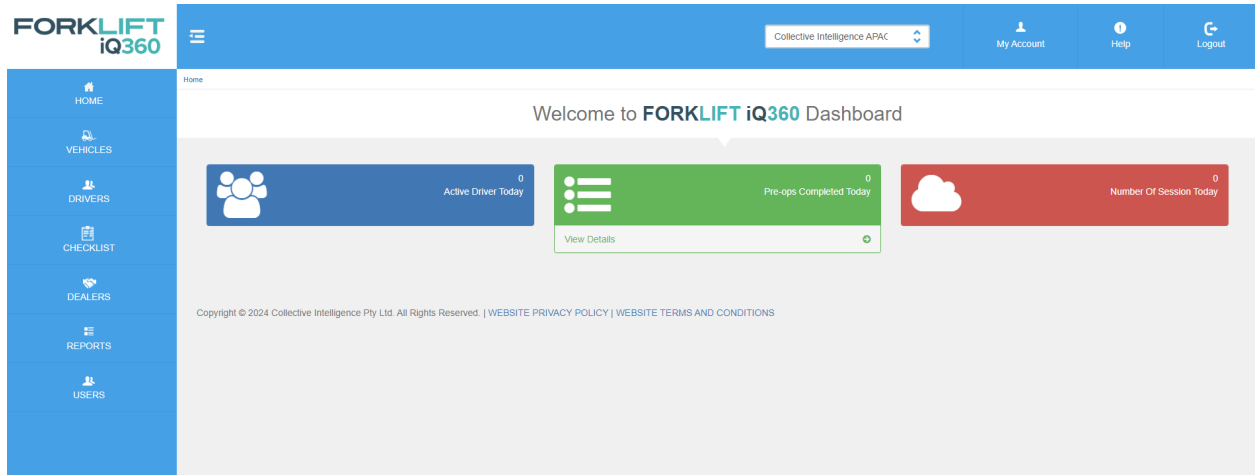 FORKLIFT
iQ360
Collective Intelligence APAC
My Account
Help
Logout
HOME
VEHICLES
DRIVERS
CHECKLIST
DEALERS
REPORTS
USERS
Home
Welcome to FORKLIFT iQ360 Dashboard
0
Active Driver Today
0
Pre-ops Completed Today
View Details
0
Number Of Session Today
Copyright © 2024 Collective Intelligence Pty Ltd. All Rights Reserved. | WEBSITE PRIVACY POLICY | WEBSITE TERMS AND CONDITIONS